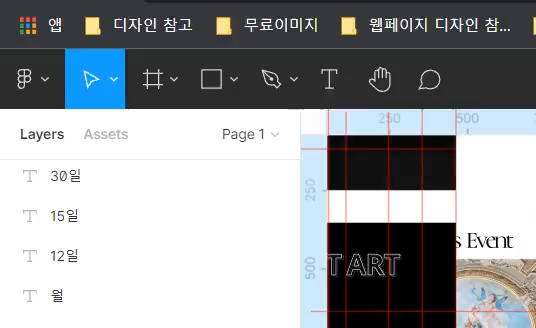 앱 디자인 참고 무료이미지 웹페이지 디자인 참...
Layers Assets Page 1
250 500
30일
15일
12일
월
250
500
T ART
s Event